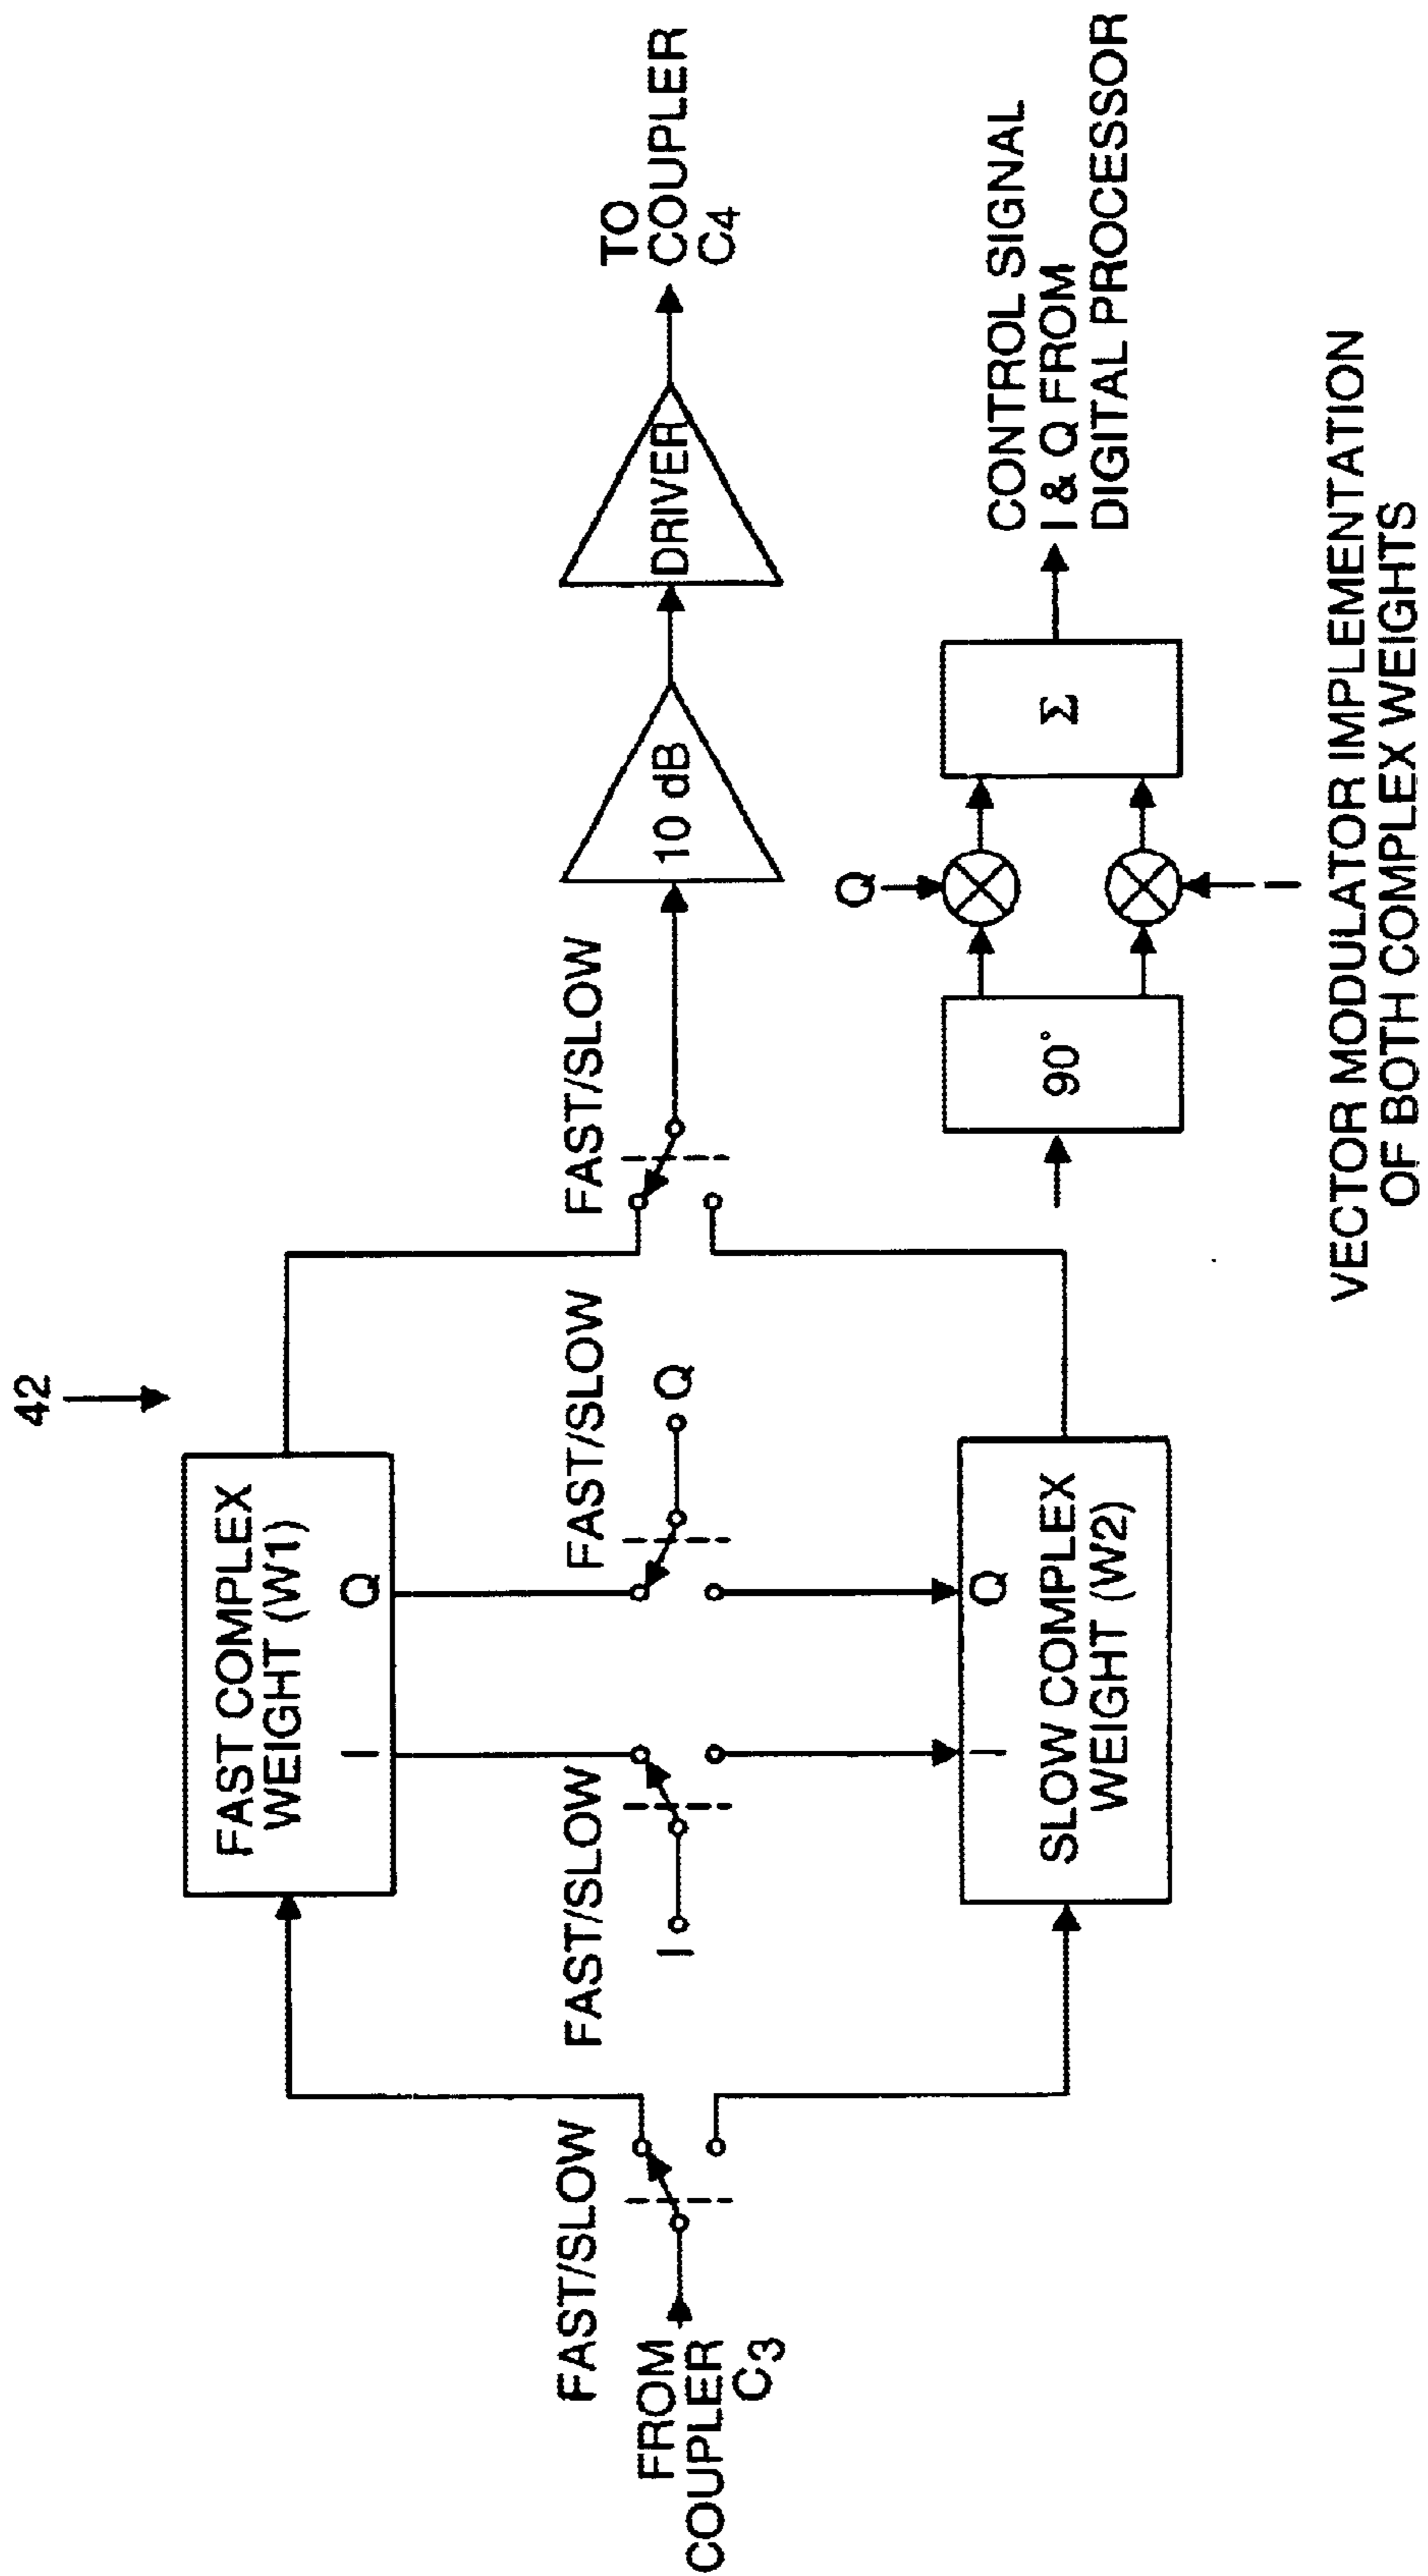 42
FAST COMPLEX
WEIGHT (W1)
I
Q
FAST/SLOW
FROM
COUPLER
C3
FAST/SLOW
I
FAST/SLOW
Q
FAST/SLOW
10 dB
DRIVER
TO
COUPLER
C4
I
Q
SLOW COMPLEX
WEIGHT (W2)
90°
Q
I
Σ
CONTROL SIGNAL
I & Q FROM
DIGITAL PROCESSOR
VECTOR MODULATOR IMPLEMENTATION
OF BOTH COMPLEX WEIGHTS